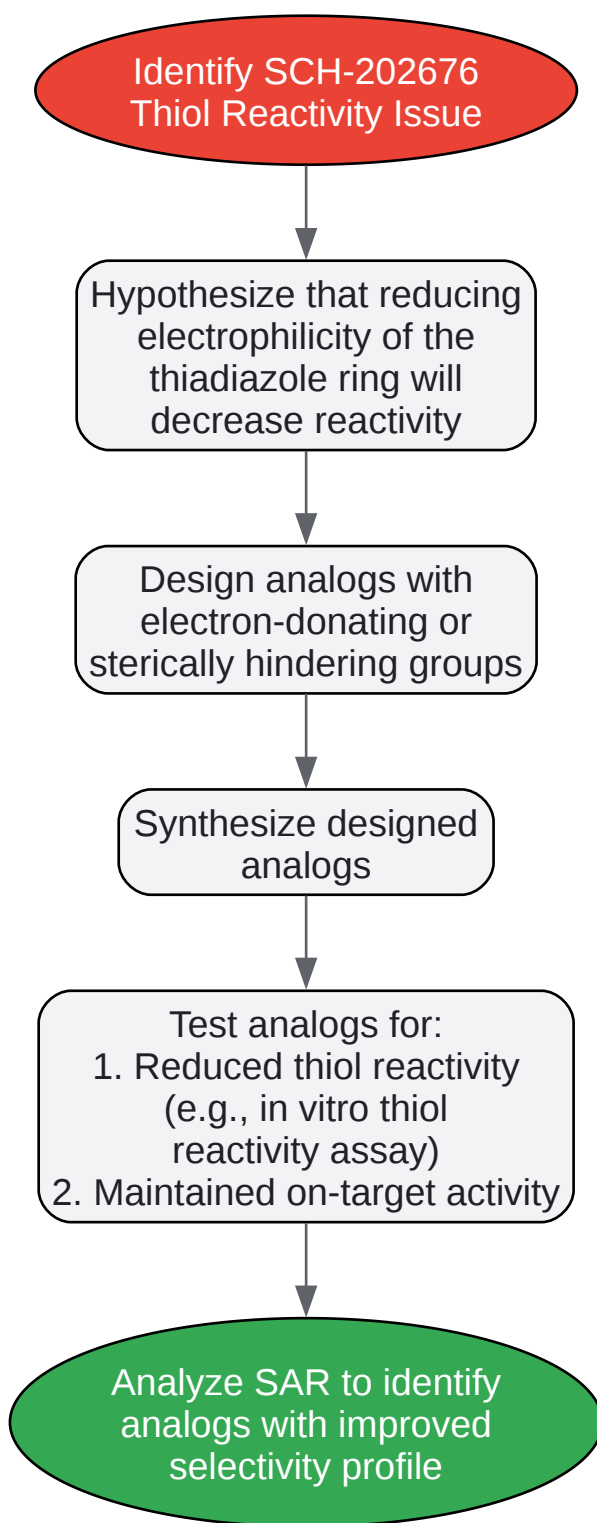 Identify SCH-202676
Thiol Reactivity Issue
Hypothesize that reducing
electrophilicity of the
thiadiazole ring will
decrease reactivity
Design analogs with
electron-donating or
sterically hindering groups
Synthesize designed
analogs
Test analogs for:
1. Reduced thiol reactivity
(e.g., in vitro thiol
reactivity assay)
2. Maintained on-target activity
Analyze SAR to identify
analogs with improved
selectivity profile